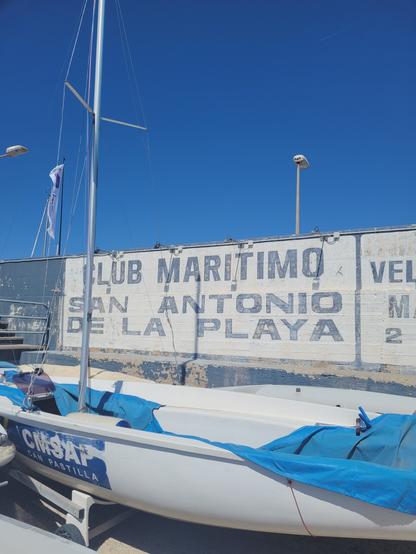 CLUB MARITIMO
SAN ANTONIO
DE LA PLAYA
VEL
MA
2
CMSAP
CAN PASTILLA